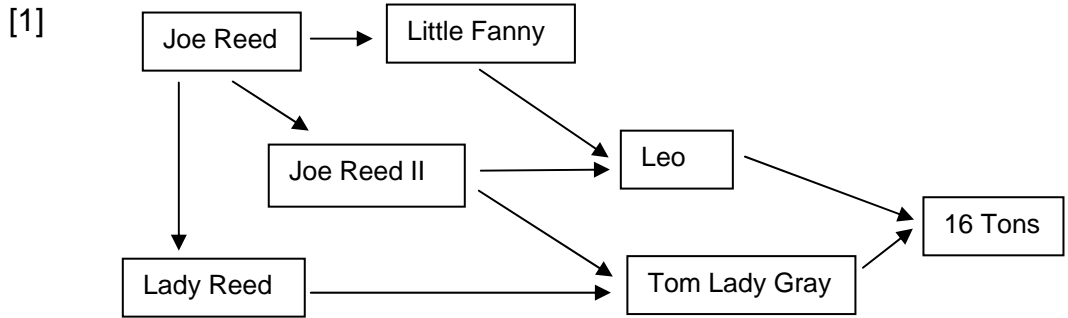 [1]
Joe Reed
Little Fanny
Joe Reed II
Leo
16 Tons
Lady Reed
Tom Lady Gray